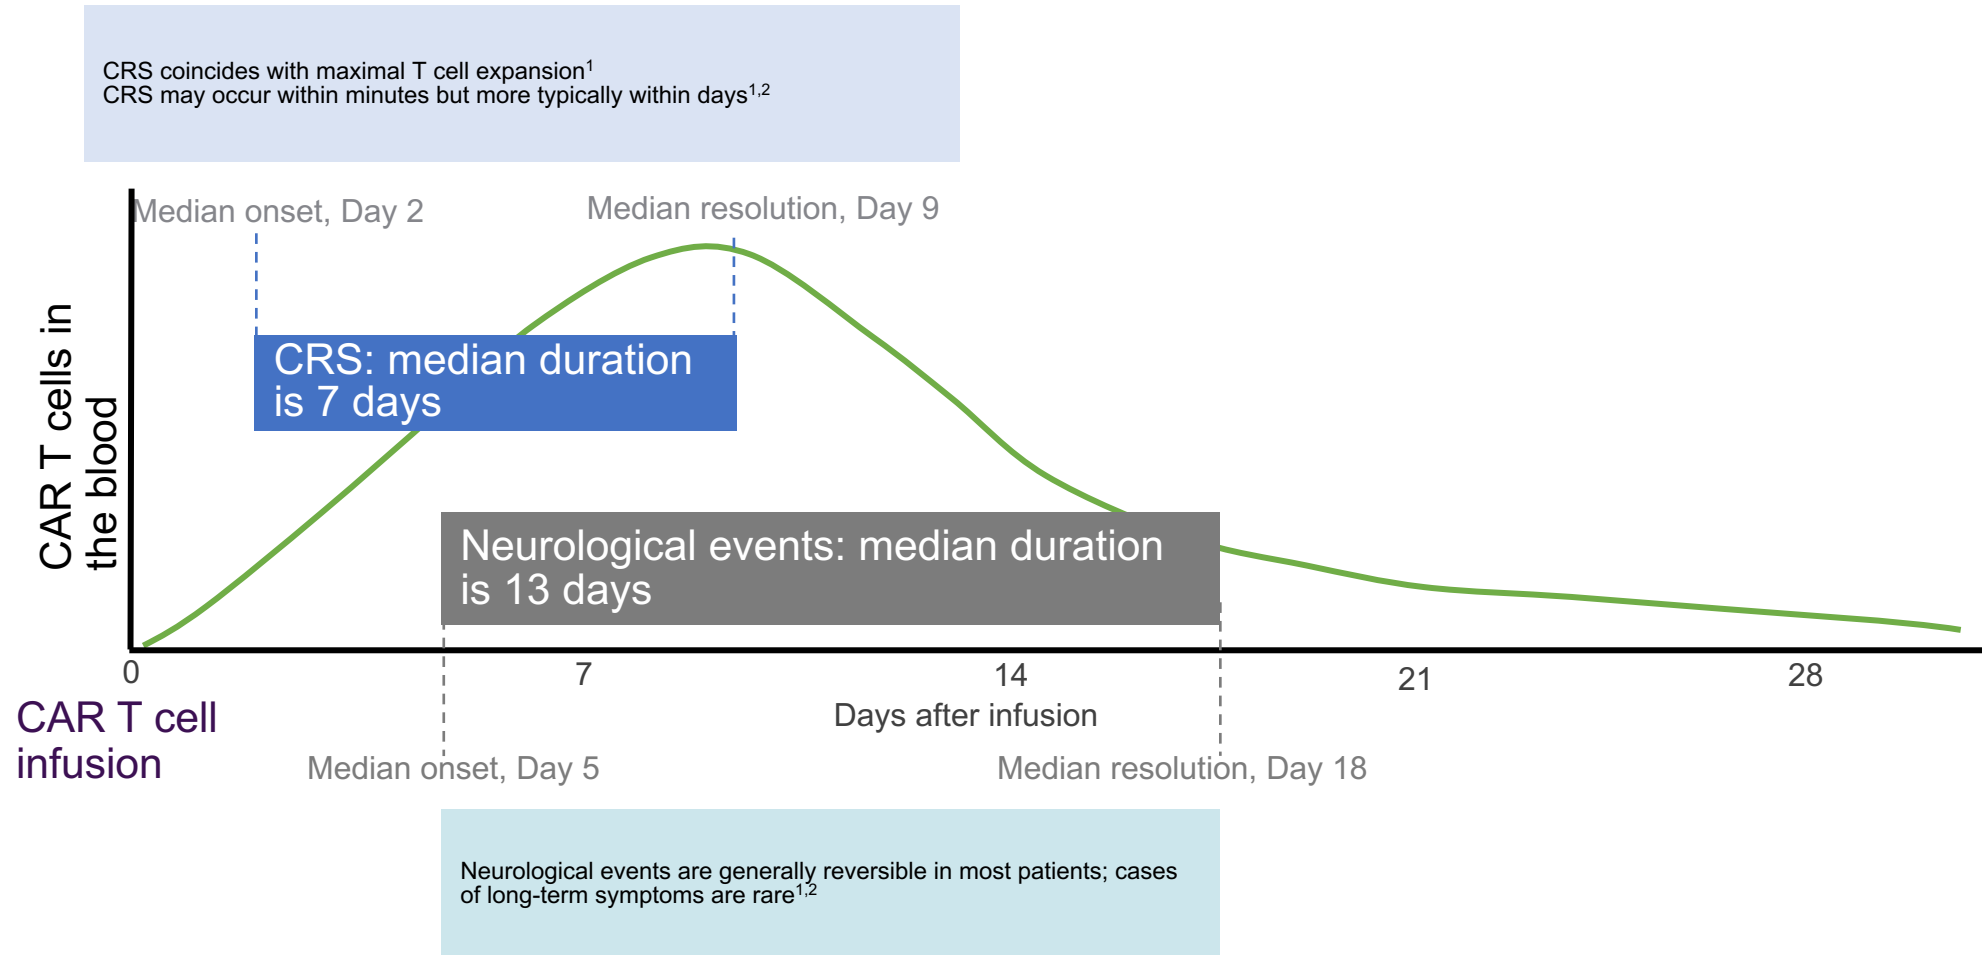 CRS coincides with maximal T cell expansion¹
CRS may occur within minutes but more typically within days¹,²
Median onset, Day 2
Median resolution, Day 9
CRS: median duration
is 7 days
CAR T cells in
the blood
Neurological events: median duration
is 13 days
0
7
14
21
28
Days after infusion
CAR T cell
infusion
Median onset, Day 5
Median resolution, Day 18
Neurological events are generally reversible in most patients; cases
of long-term symptoms are rare¹,²